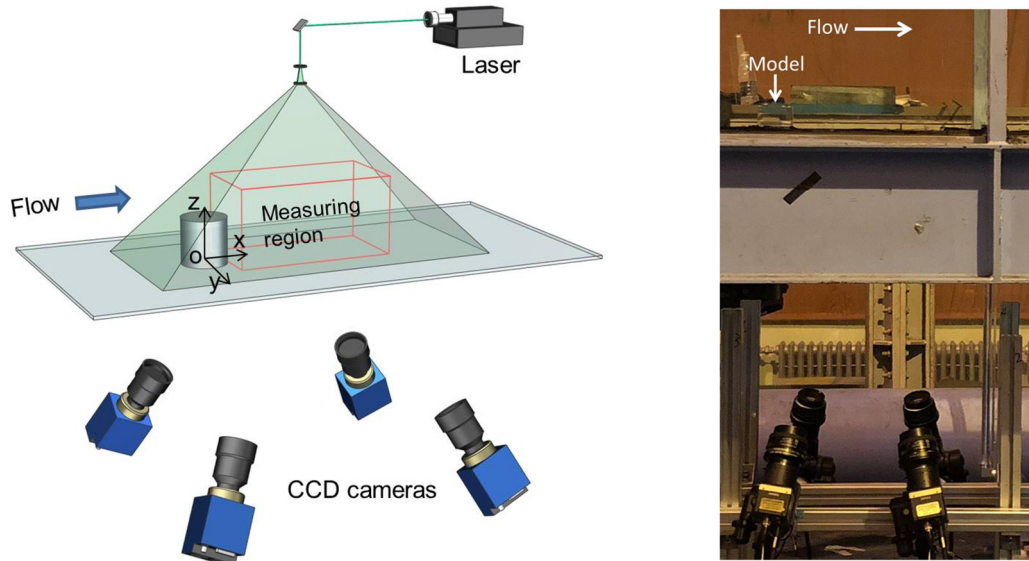 Laser
Flow
z
Measuring
region
x
o
y
CCD cameras
Flow
Model